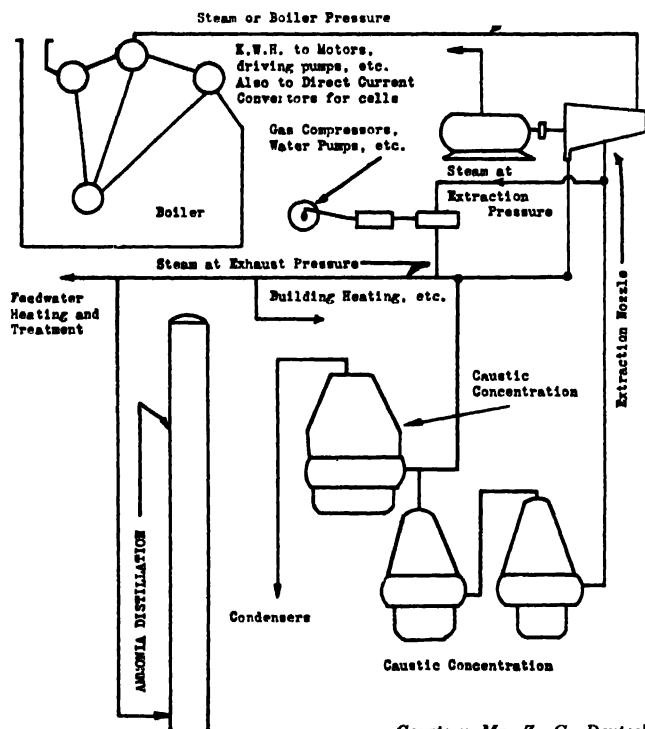 Steam or Boiler Pressure
K.W.H. to Motors,
driving pumps, etc.
Also to Direct Current
Convertors for cells
Gas Compressors,
Water Pumps, etc.
Boiler
Steam at
Extraction
Pressure
Steam at Exhaust Pressure
Feedwater
Heating and
Treatment
Building Heating, etc.
Extraction Nozzle
Caustic
Concentration
AMMONIA DISTILLATION
Condensers
Caustic Concentration